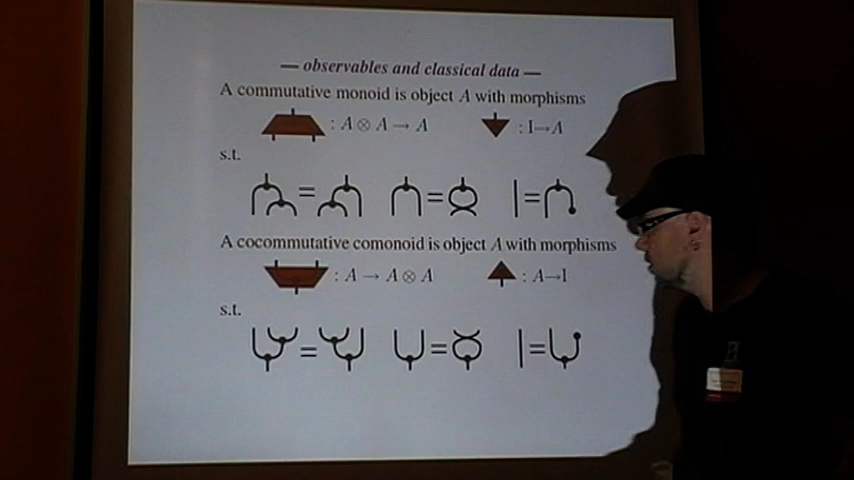 — observables and classical data —
A commutative monoid is object A with morphisms
: A ⊗ A → A : I→A
s.t.
= = | =
A cocommutative comonoid is object A with morphisms
: A → A ⊗ A : A→I
s.t.
= = | =